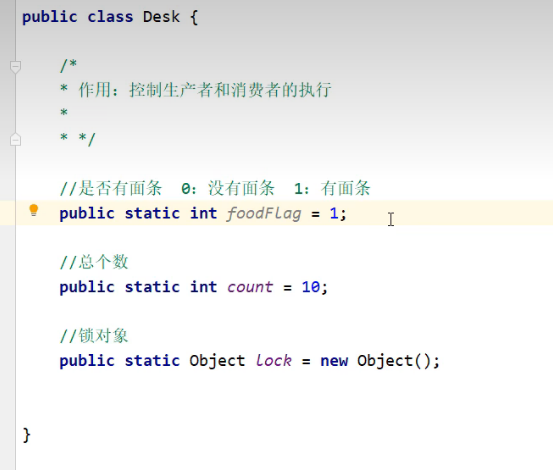 public class Desk {
/*
* 作用：控制生产者和消费者的执行
*
* */
//是否有面条 0：没有面条 1：有面条
public static int foodFlag = 1;
//总个数
public static int count = 10;
//锁对象
public static Object lock = new Object();
}